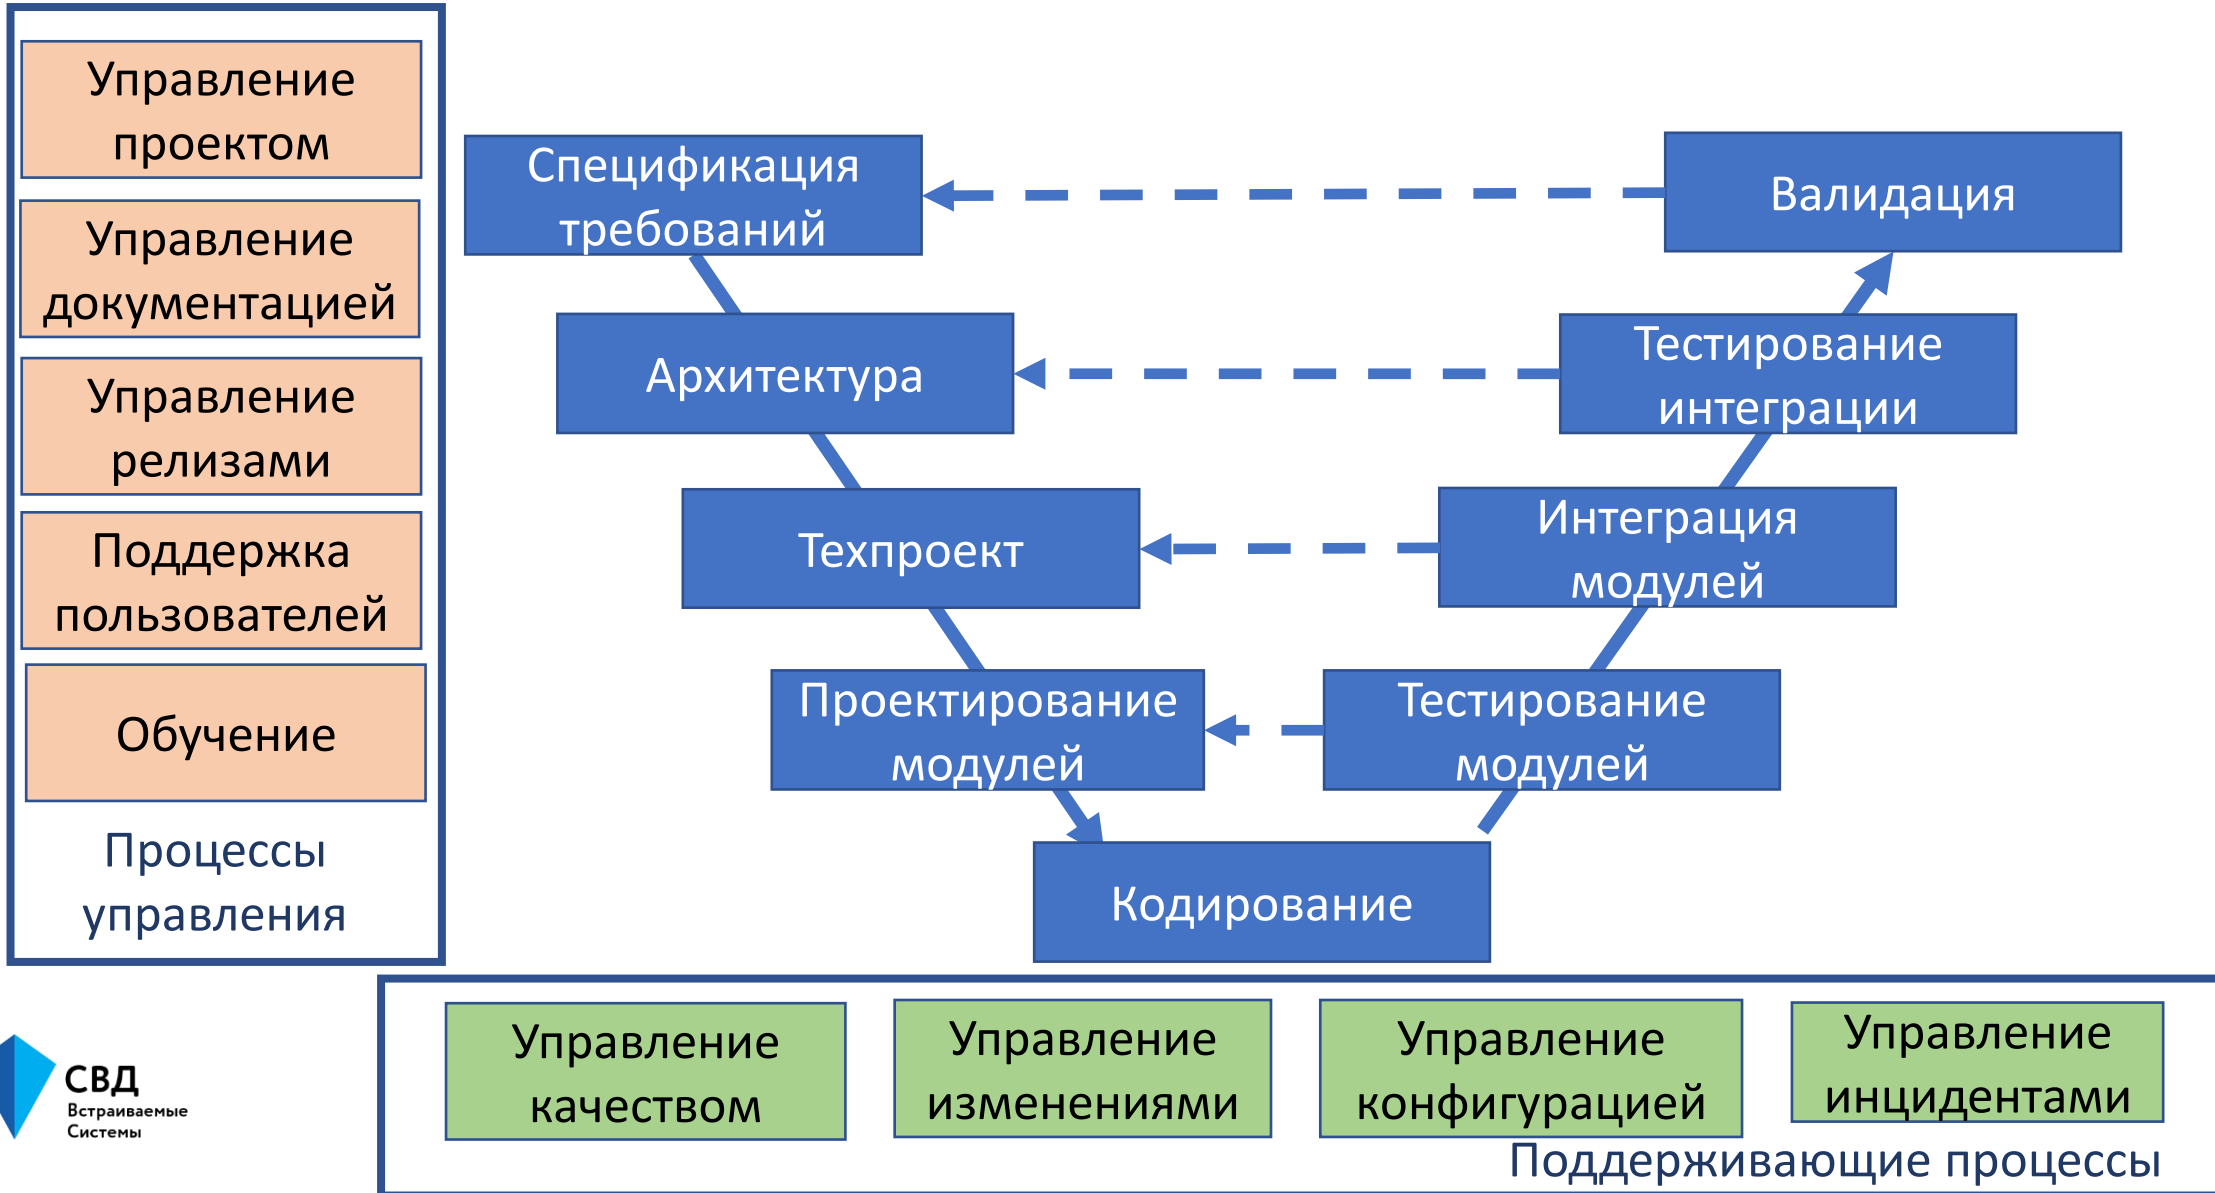 Управление
проектом
Управление
документацией
Управление
релизами
Поддержка
пользователей
Обучение
Процессы
управления
Спецификация
требований
Валидация
Архитектура
Тестирование
интеграции
Техпроект
Интеграция
модулей
Проектирование
модулей
Тестирование
модулей
Кодирование
СВД
Встраиваемые
Системы
Управление
качеством
Управление
изменениями
Управление
конфигурацией
Управление
инцидентами
Поддерживающие процессы